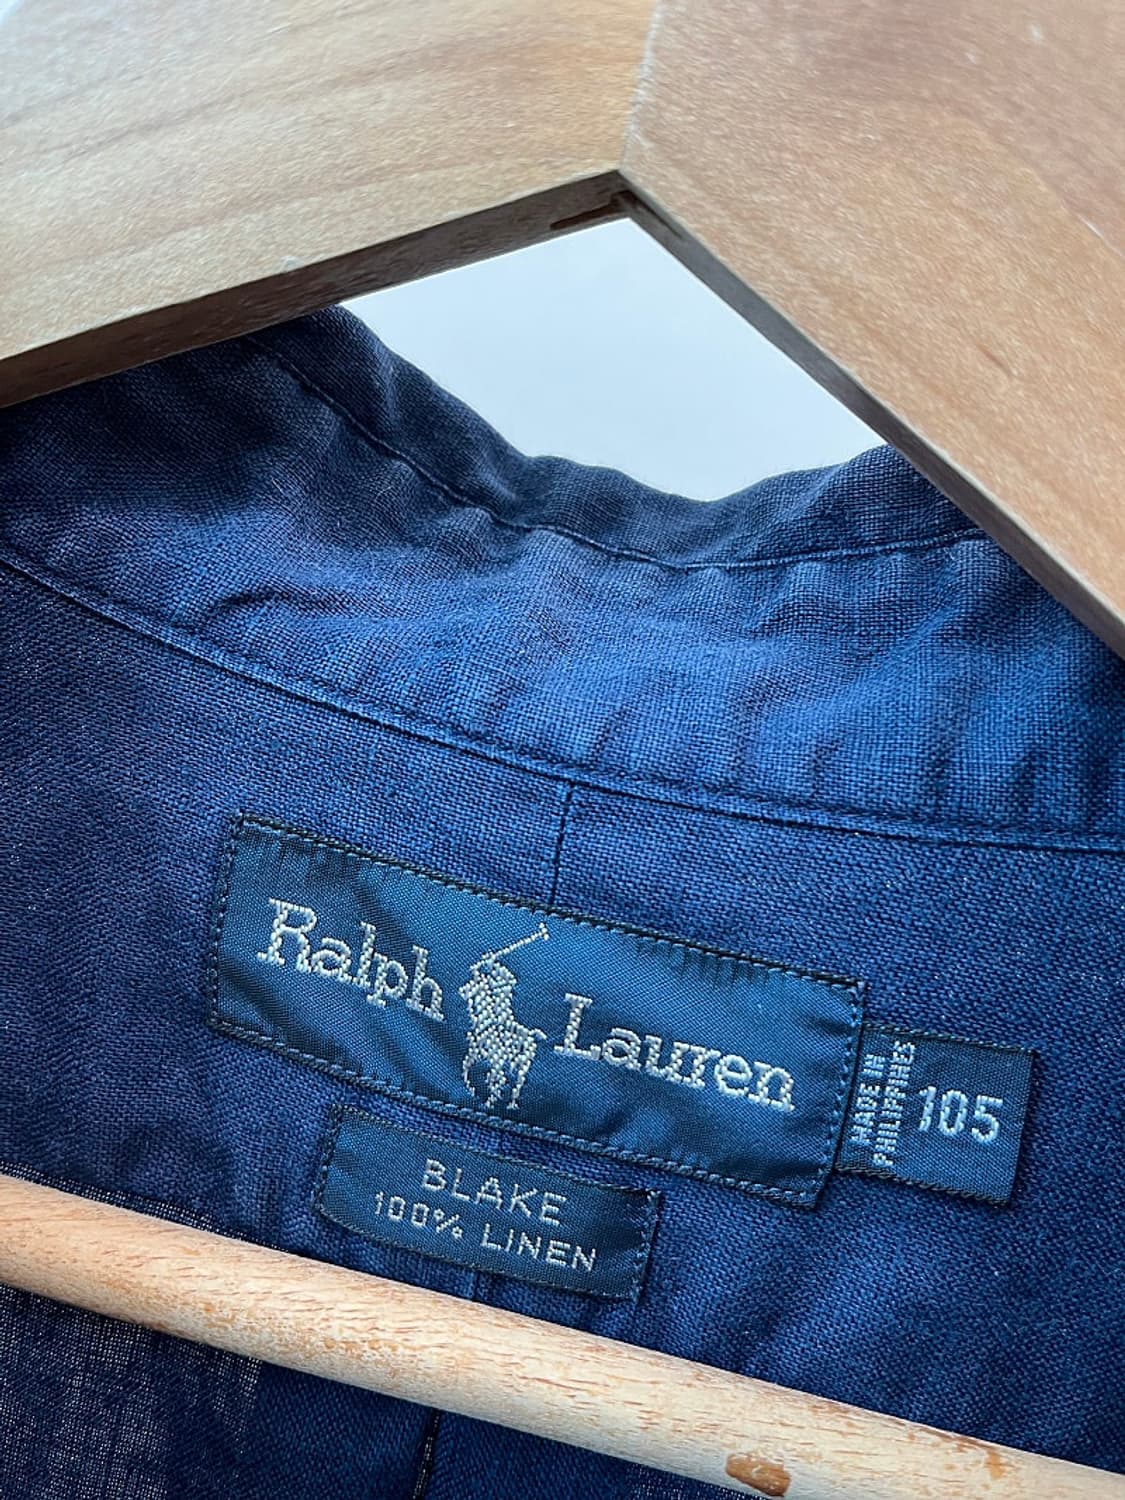 Ralph Lauren
MADE IN
PHILIPPINES
105
BLAKE
100% LINEN